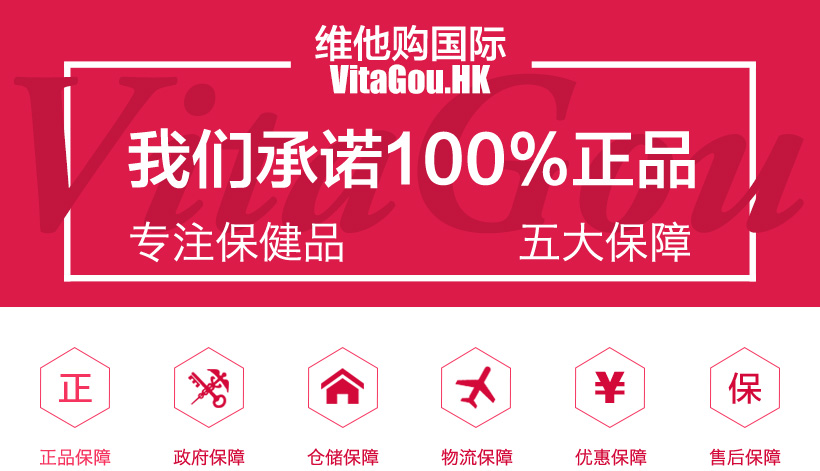 维他购国际
VitaGou.HK
VitaGou
我们承诺100%正品
专注保健品 五大保障
正 ¥ 保
正品保障 政府保障 仓储保障 物流保障 优惠保障 售后保障